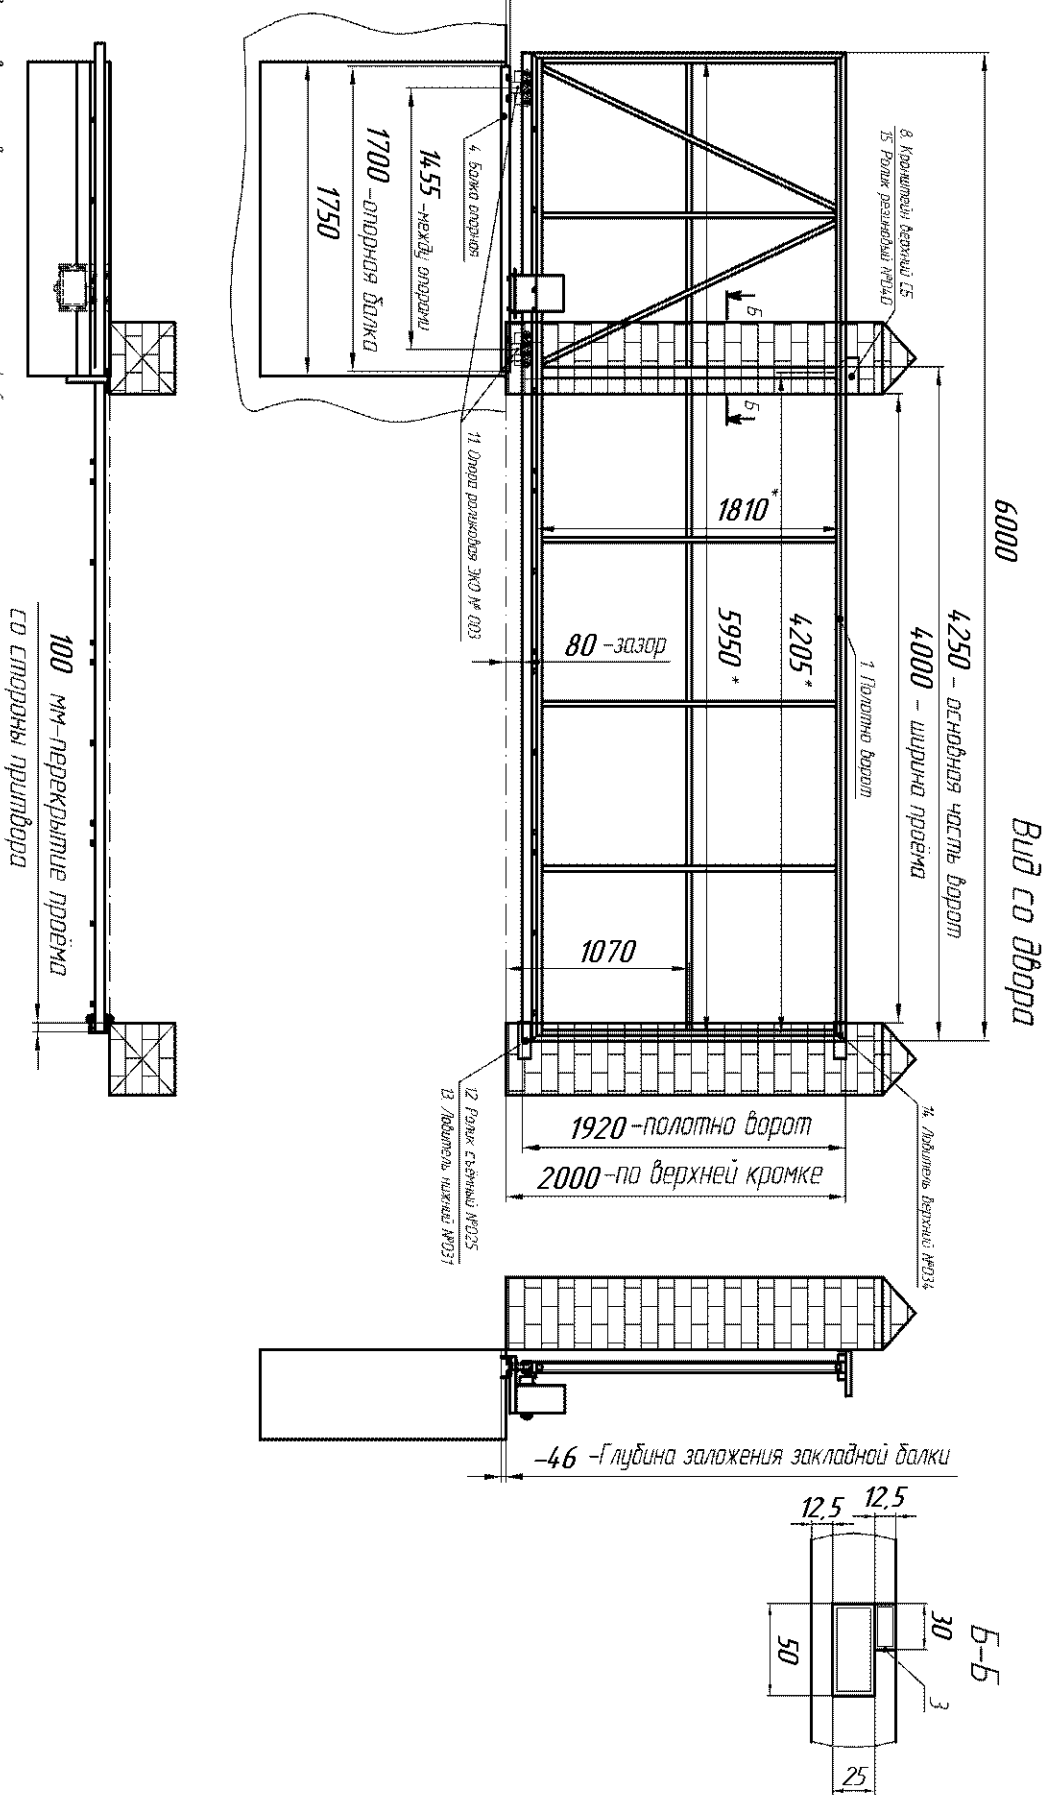 Вид со двора
6000
4250 - основная часть ворот
4000 - ширина проёма
8. Кронштейн верхний СБ
15. Ролик резиновый №040
1. Полотно ворот
Б
Б
4205*
5950*
1810*
80 -зазор
1070
4. Балка опорная
11. Опора роликовая ЭКО № 003
1455 -между опорами
1700 -опорная балка
1750
14. Ловитель верхний №034
12. Ролик съёмный №025
13. Ловитель нижний №031
1920 -полотно ворот
2000 -по верхней кромке
100 мм-перекрытие проёма
со стороны притвора
-46 -Глубина заложения закладной балки
Б-Б
12,5
12,5
30
50
3
25